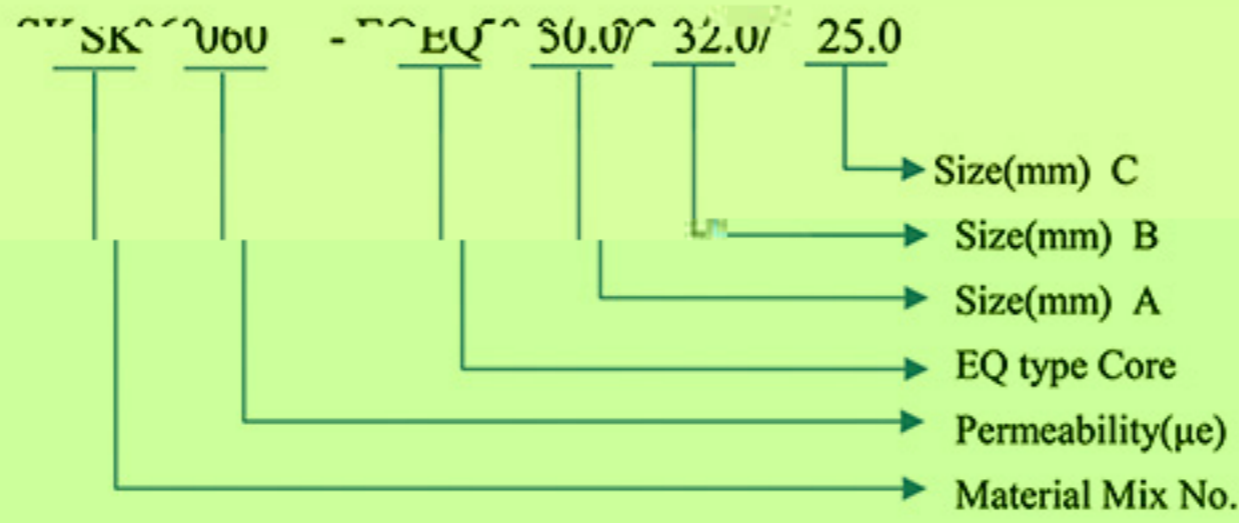 SK 060 - EQ 50.0/ 32.0/ 25.0
Size(mm) C
Size(mm) B
Size(mm) A
EQ type Core
Permeability(μe)
Material Mix No.